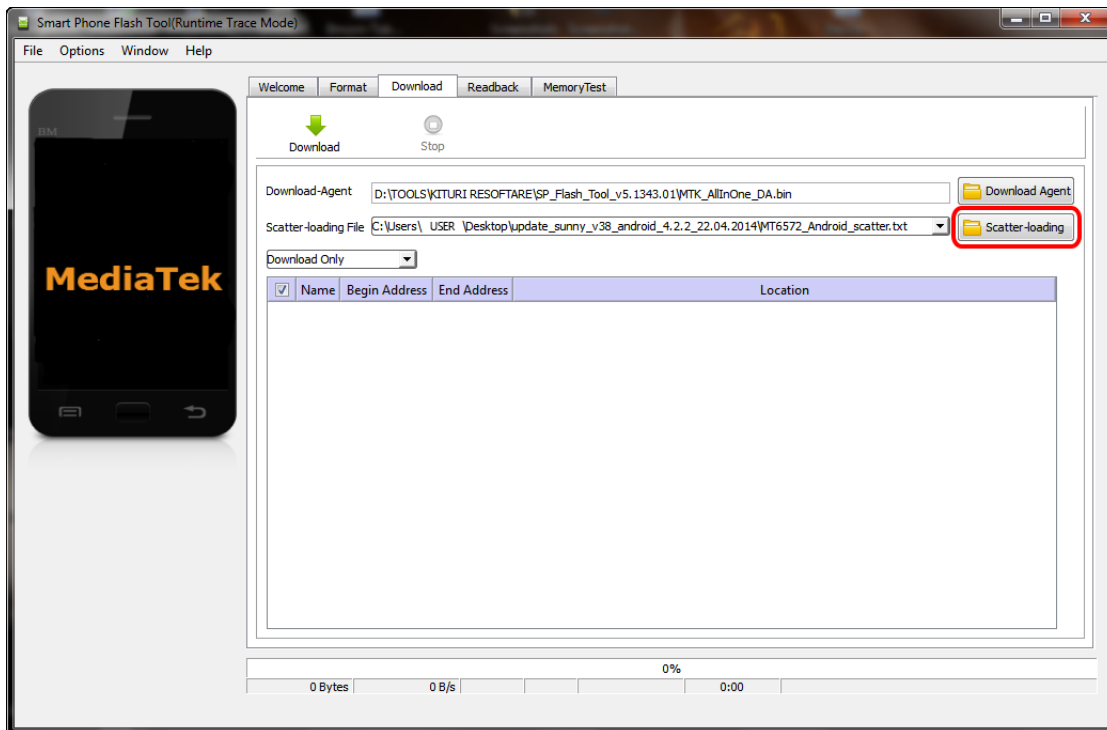 Smart Phone Flash Tool(Runtime Trace Mode)
File Options Window Help
Welcome Format Download Readback MemoryTest
BM
Download Stop
Download-Agent D:\TOOLS\KITURI RESOFTARE\SP_Flash_Tool_v5.1343.01\MTK_AllInOne_DA.bin Download Agent
Scatter-loading File C:\Users\ USER \Desktop\update_sunny_v38_android_4.2.2_22.04.2014\MT6572_Android_scatter.txt Scatter-loading
Download Only
MediaTek
Name Begin Address End Address Location
0%
0 Bytes 0 B/s 0:00